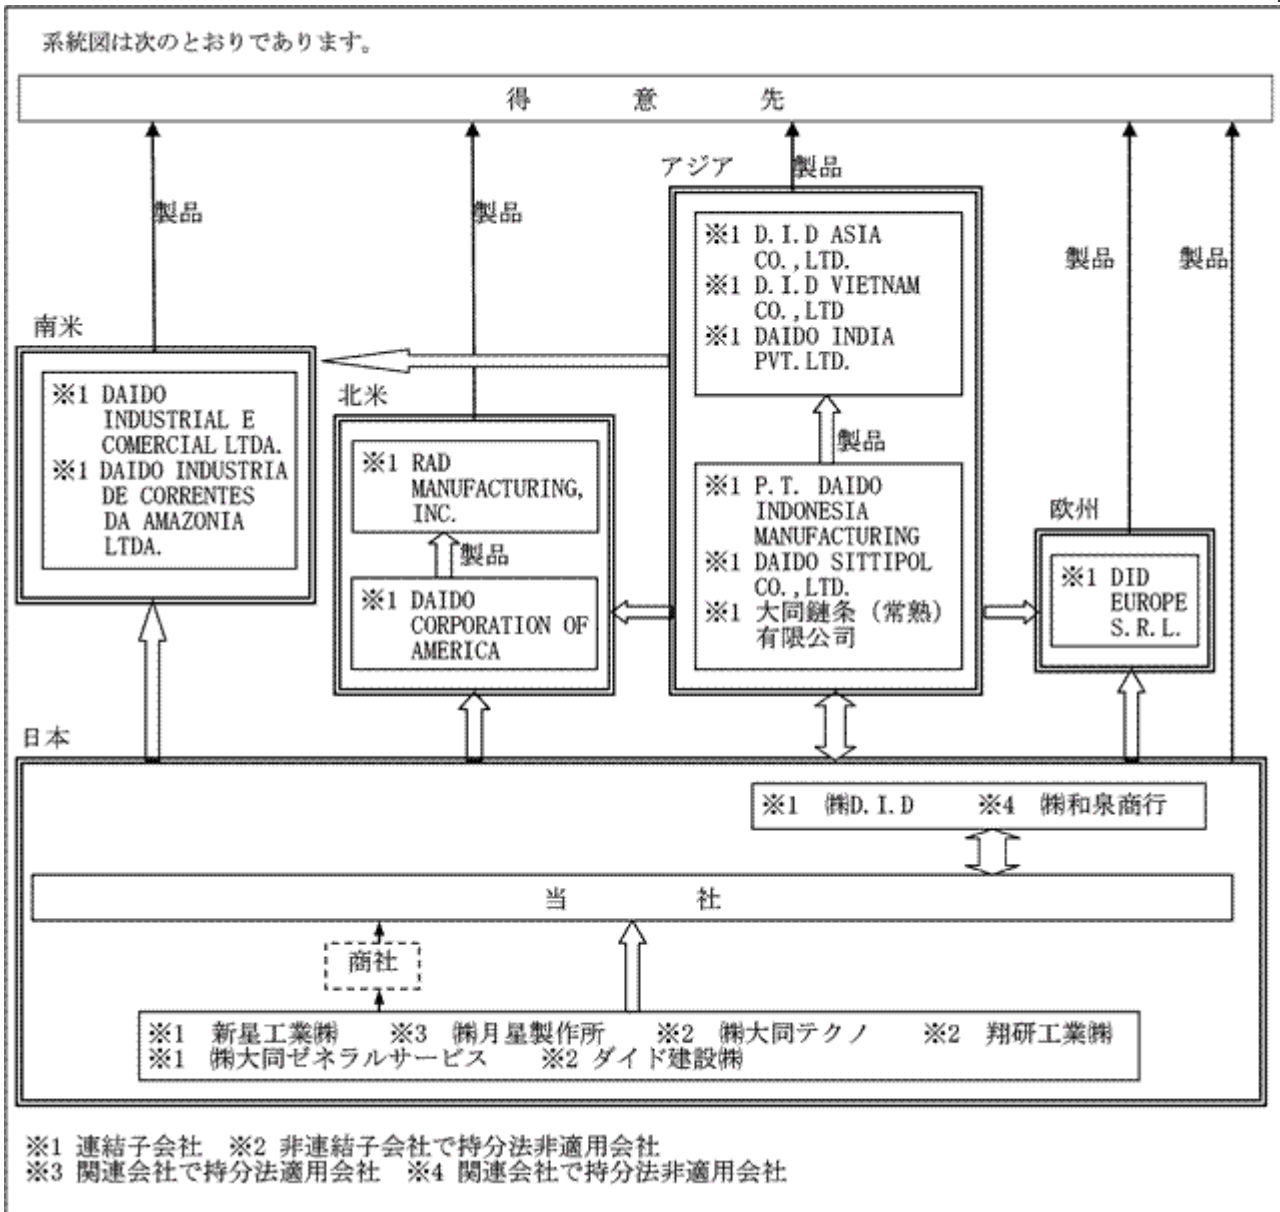 系統図は次のとおりであります。
得意先
製品
製品
アジア
製品
製品
製品
※1 D.I.D ASIA
CO.,LTD.
※1 D.I.D VIETNAM
CO.,LTD
※1 DAIDO INDIA
PVT.LTD.
製品
※1 P.T. DAIDO
INDONESIA
MANUFACTURING
※1 DAIDO SITTIPOL
CO.,LTD.
※1 大同鏈条（常熟）
有限公司
南米
※1 DAIDO
INDUSTRIAL E
COMERCIAL LTDA.
※1 DAIDO INDUSTRIA
DE CORRENTES
DA AMAZONIA
LTDA.
北米
※1 RAD
MANUFACTURING,
INC.
製品
※1 DAIDO
CORPORATION OF
AMERICA
欧州
※1 DID
EUROPE
S.R.L.
日本
※1 ㈱D.I.D ※4 ㈱和泉商行
当社
商社
※1 新星工業㈱ ※3 ㈱月星製作所 ※2 ㈱大同テクノ ※2 翔研工業㈱
※1 ㈱大同ゼネラルサービス ※2 ダイド建設㈱
※1 連結子会社 ※2 非連結子会社で持分法非適用会社
※3 関連会社で持分法適用会社 ※4 関連会社で持分法非適用会社